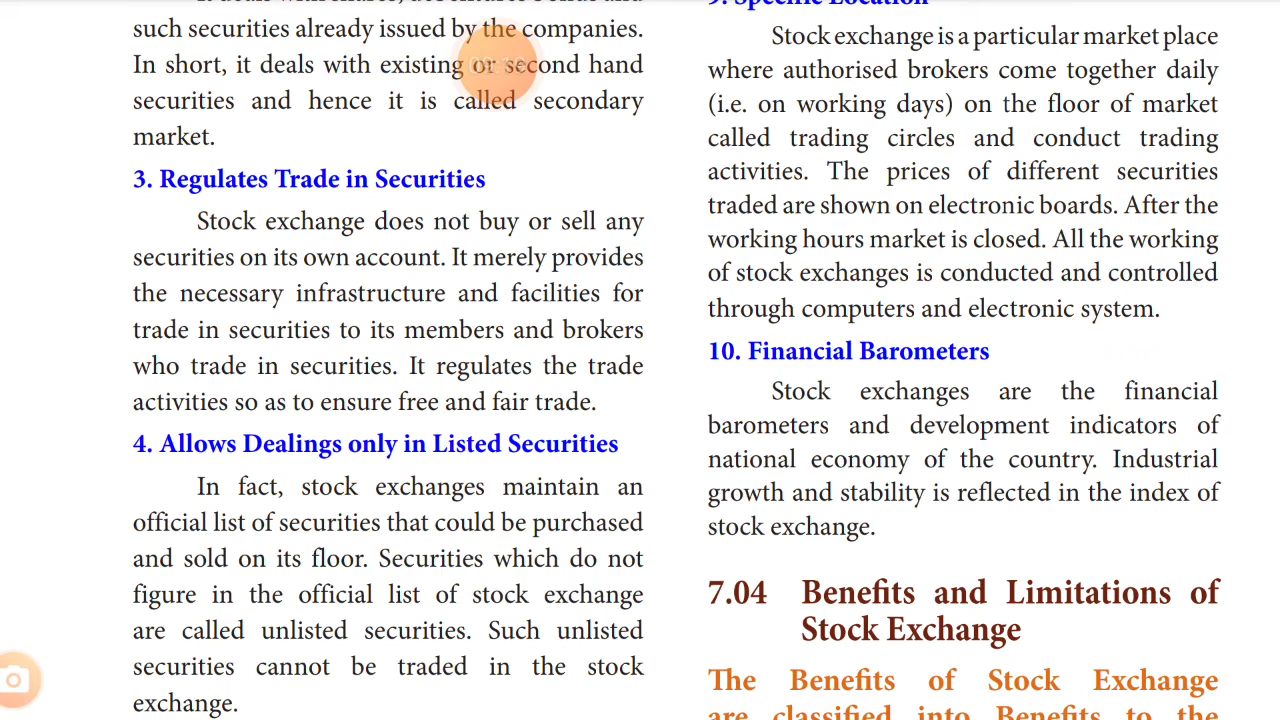 such securities already issued by the companies.
In short, it deals with existing or second hand
securities and hence it is called secondary
market.
3. Regulates Trade in Securities
Stock exchange does not buy or sell any
securities on its own account. It merely provides
the necessary infrastructure and facilities for
trade in securities to its members and brokers
who trade in securities. It regulates the trade
activities so as to ensure free and fair trade.
4. Allows Dealings only in Listed Securities
In fact, stock exchanges maintain an
official list of securities that could be purchased
and sold on its floor. Securities which do not
figure in the official list of stock exchange
are called unlisted securities. Such unlisted
securities cannot be traded in the stock
exchange.
9. Specific Location
Stock exchange is a particular market place
where authorised brokers come together daily
(i.e. on working days) on the floor of market
called trading circles and conduct trading
activities. The prices of different securities
traded are shown on electronic boards. After the
working hours market is closed. All the working
of stock exchanges is conducted and controlled
through computers and electronic system.
10. Financial Barometers
Stock exchanges are the financial
barometers and development indicators of
national economy of the country. Industrial
growth and stability is reflected in the index of
stock exchange.
7.04 Benefits and Limitations of
Stock Exchange
The Benefits of Stock Exchange
are classified into Benefits to the